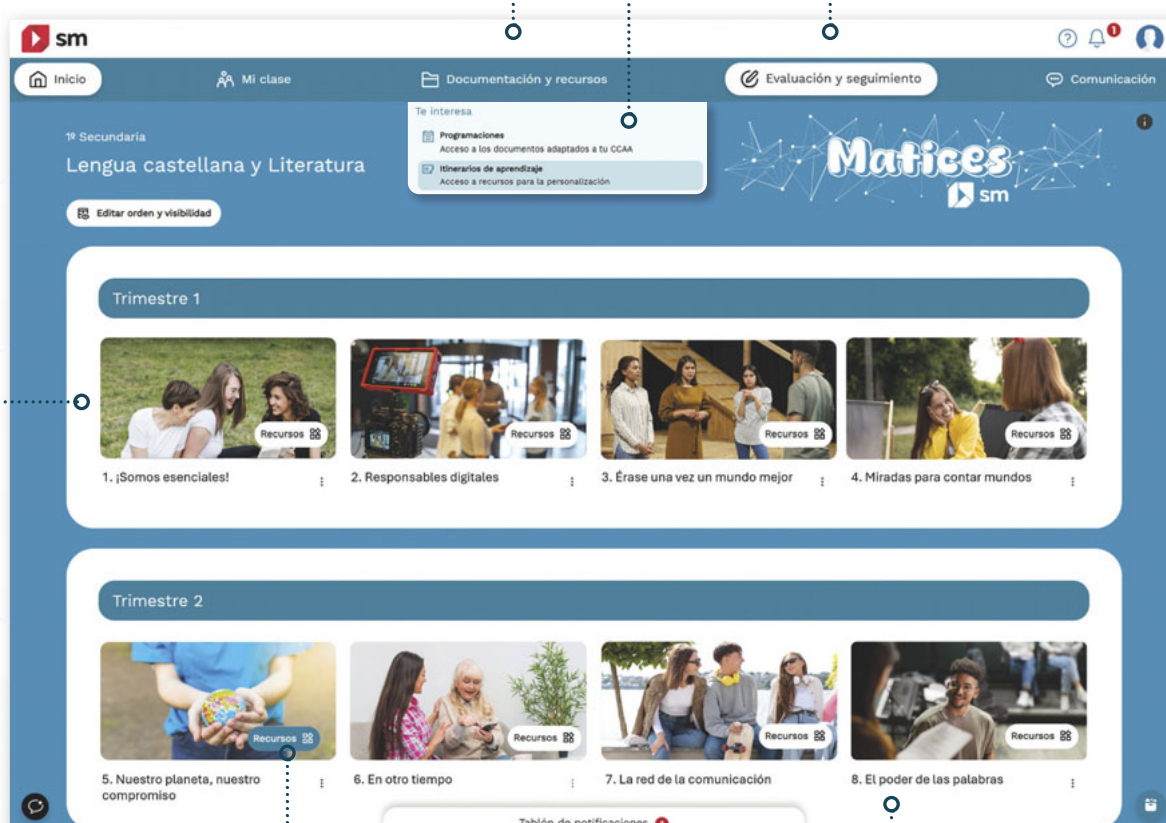 sm
1
Inicio
Mi clase
Documentación y recursos
Evaluación y seguimiento
Comunicación
Te interesa
Programaciones
Acceso a los documentos adaptados a tu CCAA
Itinerarios de aprendizaje
Acceso a recursos para la personalización
1º Secundaria
Lengua castellana y Literatura
Editar orden y visibilidad
Matices
sm
Trimestre 1
Recursos
Recursos
Recursos
Recursos
1. ¡Somos esenciales!
2. Responsables digitales
3. Érase una vez un mundo mejor
4. Miradas para contar mundos
Trimestre 2
Recursos
Recursos
Recursos
Recursos
5. Nuestro planeta, nuestro
compromiso
6. En otro tiempo
7. La red de la comunicación
8. El poder de las palabras
Tablón de notificaciones